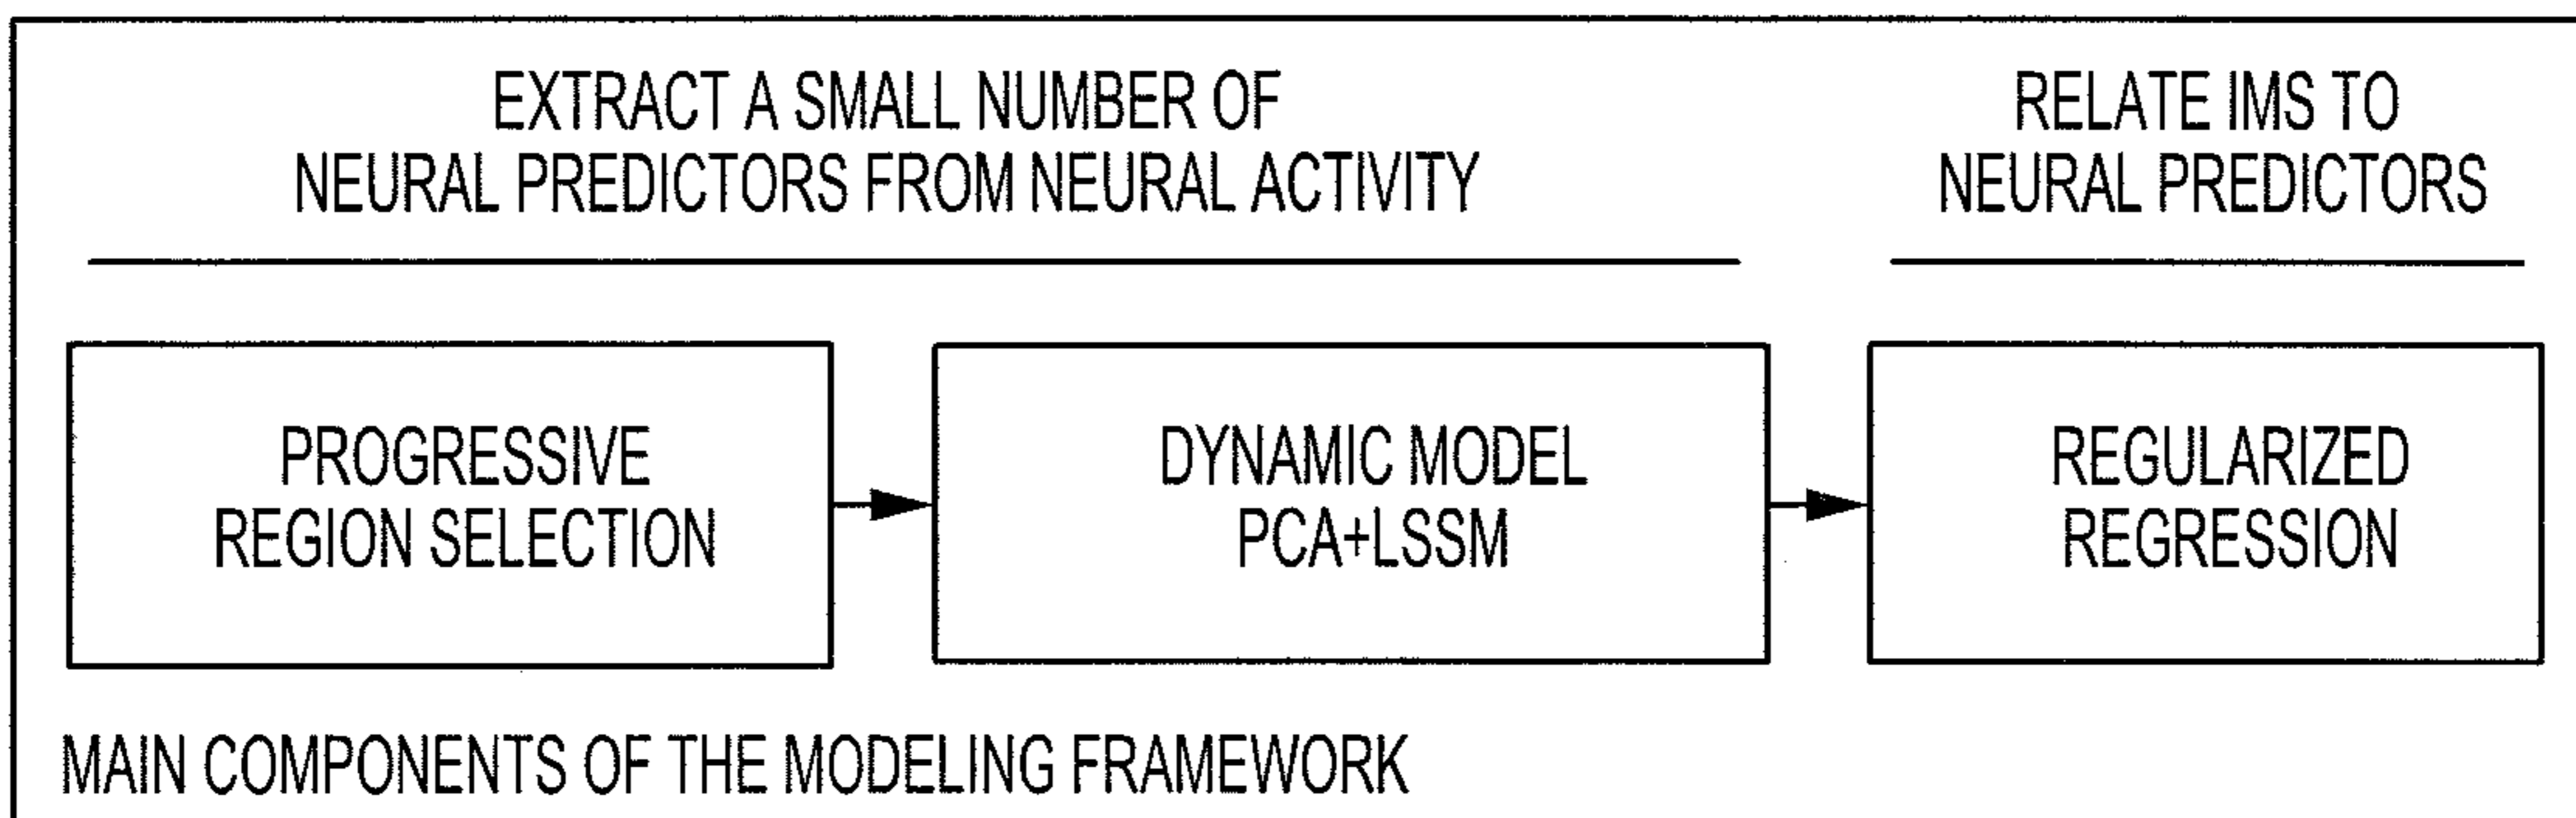 EXTRACT A SMALL NUMBER OF
NEURAL PREDICTORS FROM NEURAL ACTIVITY
RELATE IMS TO
NEURAL PREDICTORS
PROGRESSIVE
REGION SELECTION
DYNAMIC MODEL
PCA+LSSM
REGULARIZED
REGRESSION
MAIN COMPONENTS OF THE MODELING FRAMEWORK